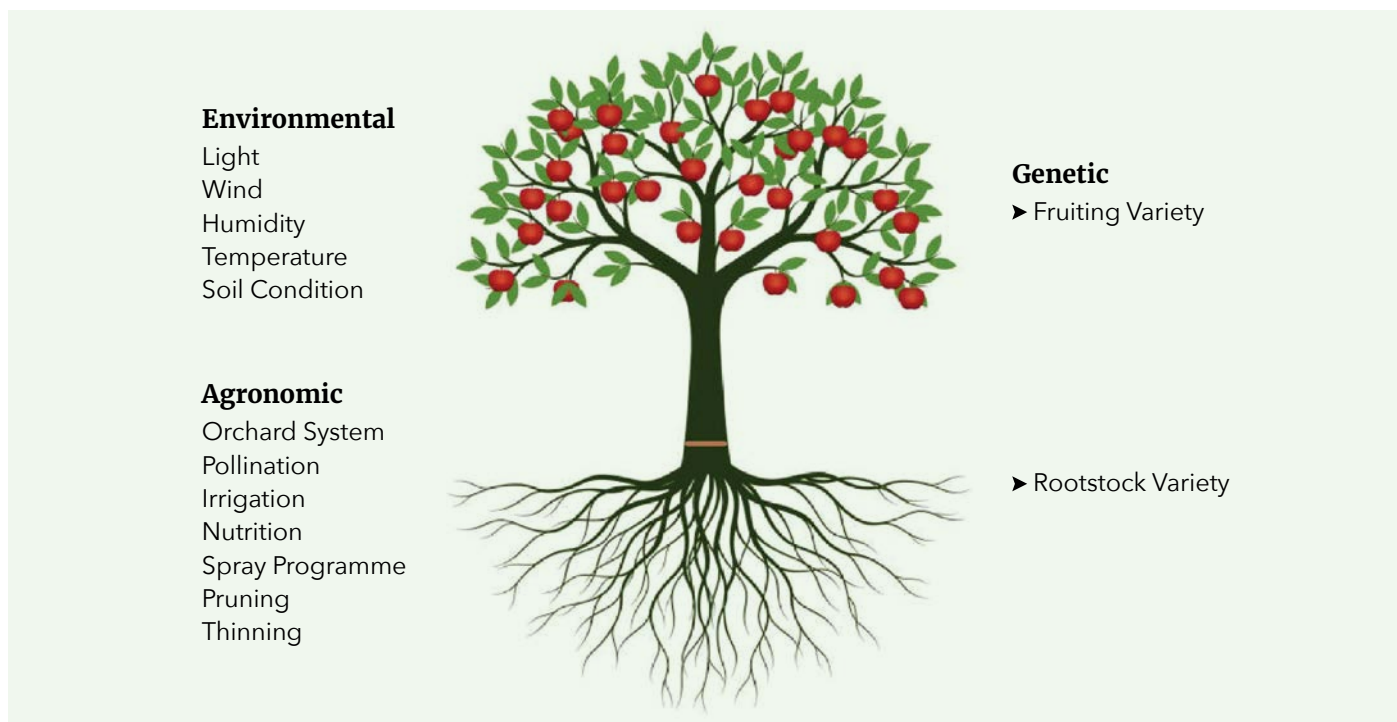 Environmental
Light
Wind
Humidity
Temperature
Soil Condition
Agronomic
Orchard System
Pollination
Irrigation
Nutrition
Spray Programme
Pruning
Thinning
Genetic
➤ Fruiting Variety
➤ Rootstock Variety